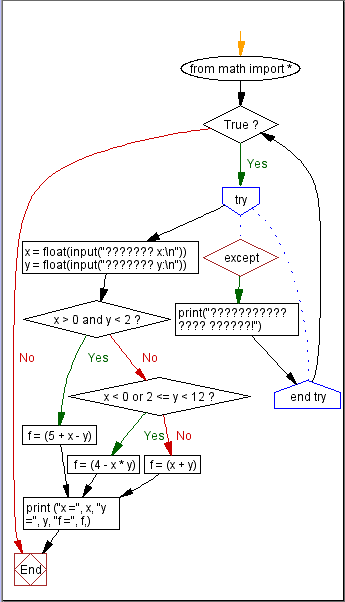 from math import *
True ?
Yes
try
x = float(input("??????? x:\n"))
y = float(input("??????? y:\n"))
except
print("???????????
???? ??????!")
x > 0 and y < 2 ?
No
Yes
No
end try
x < 0 or 2 <= y < 12 ?
f = (5 + x - y)
Yes
No
f = (4 - x * y)
f = (x + y)
print ("x =", x, "y
=", y, "f =", f,)
End